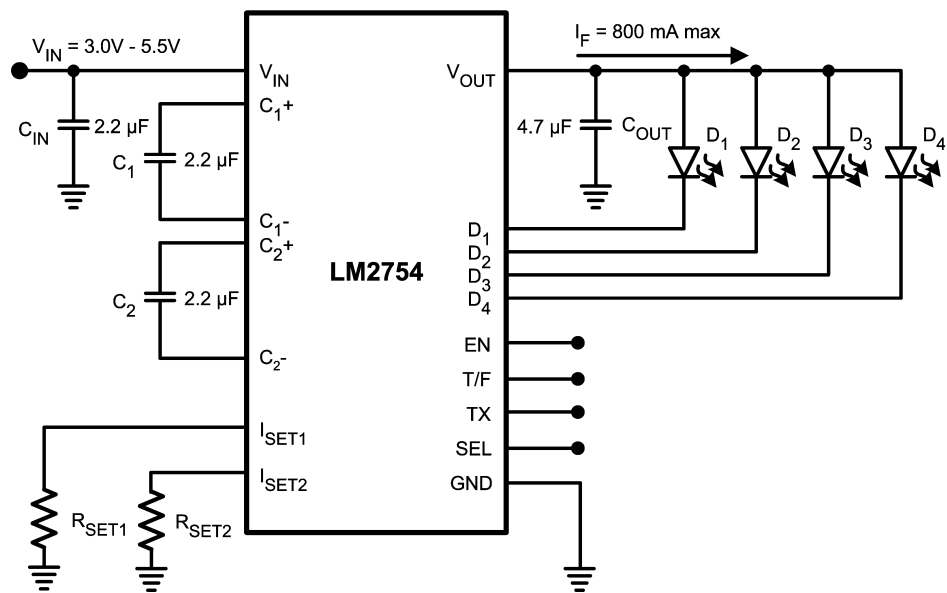 V_IN = 3.0V - 5.5V
I_F = 800 mA max
V_IN
V_OUT
C_1+
C_IN
2.2 µF
C_1
2.2 µF
4.7 µF
C_OUT
D_1
D_2
D_3
D_4
C_1-
C_2+
D_1
D_2
D_3
D_4
LM2754
C_2
2.2 µF
C_2-
EN
T/F
TX
SEL
GND
I_SET1
I_SET2
R_SET1
R_SET2